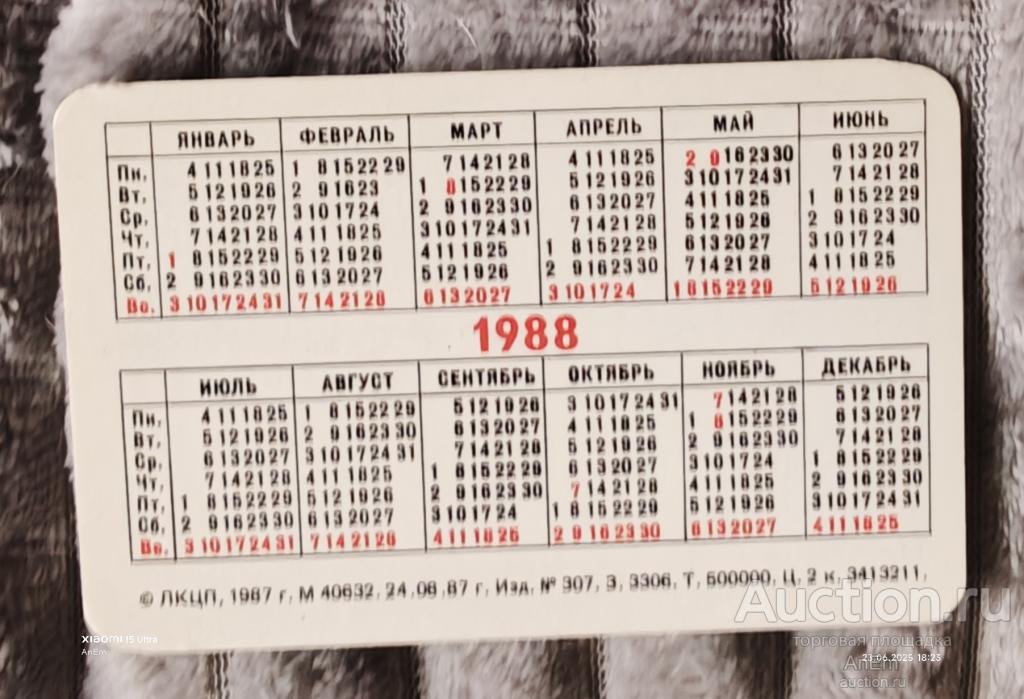 ЯНВАРЬ ФЕВРАЛЬ МАРТ АПРЕЛЬ МАЙ ИЮНЬ
Пн, 4 11 18 25 1 8 15 22 29 7 14 21 28 4 11 18 25 2 9 16 23 30 6 13 20 27
Вт, 5 12 19 26 2 9 16 23 1 8 15 22 29 5 12 19 26 3 10 17 24 31 7 14 21 28
Ср, 6 13 20 27 3 10 17 24 2 9 16 23 30 6 13 20 27 4 11 18 25 1 8 15 22 29
Чт, 7 14 21 28 4 11 18 25 3 10 17 24 31 7 14 21 28 5 12 19 26 2 9 16 23 30
Пт, 1 8 15 22 29 5 12 19 26 4 11 18 25 1 8 15 22 29 6 13 20 27 3 10 17 24
Сб, 2 9 16 23 30 6 13 20 27 5 12 19 26 2 9 16 23 30 7 14 21 28 4 11 18 25
Вс. 3 10 17 24 31 7 14 21 28 6 13 20 27 3 10 17 24 1 8 15 22 29 5 12 19 26
1988
ИЮЛЬ АВГУСТ СЕНТЯБРЬ ОКТЯБРЬ НОЯБРЬ ДЕКАБРЬ
Пн, 4 11 18 25 1 8 15 22 29 5 12 19 26 3 10 17 24 31 7 14 21 28 5 12 19 26
Вт, 5 12 19 26 2 9 16 23 30 6 13 20 27 4 11 18 25 1 8 15 22 29 6 13 20 27
Ср, 6 13 20 27 3 10 17 24 31 7 14 21 28 5 12 19 26 2 9 16 23 30 7 14 21 28
Чт, 7 14 21 28 4 11 18 25 1 8 15 22 29 6 13 20 27 3 10 17 24 1 8 15 22 29
Пт, 1 8 15 22 29 5 12 19 26 2 9 16 23 30 7 14 21 28 4 11 18 25 2 9 16 23 30
Сб, 2 9 16 23 30 6 13 20 27 3 10 17 24 1 8 15 22 29 5 12 19 26 3 10 17 24 31
Вс. 3 10 17 24 31 7 14 21 28 4 11 18 25 2 9 16 23 30 6 13 20 27 4 11 18 25
© ЛКЦП, 1987 г, М 40632, 24,08,87 г, Изд, № 307, З, 3306, Т, 500000, Ц, 2 к, 3413211,
Auction.ru
торговая площадка
XIAOMI 15 Ultra
AnEm
23.06.2025 18:23
AnEm
auction.ru